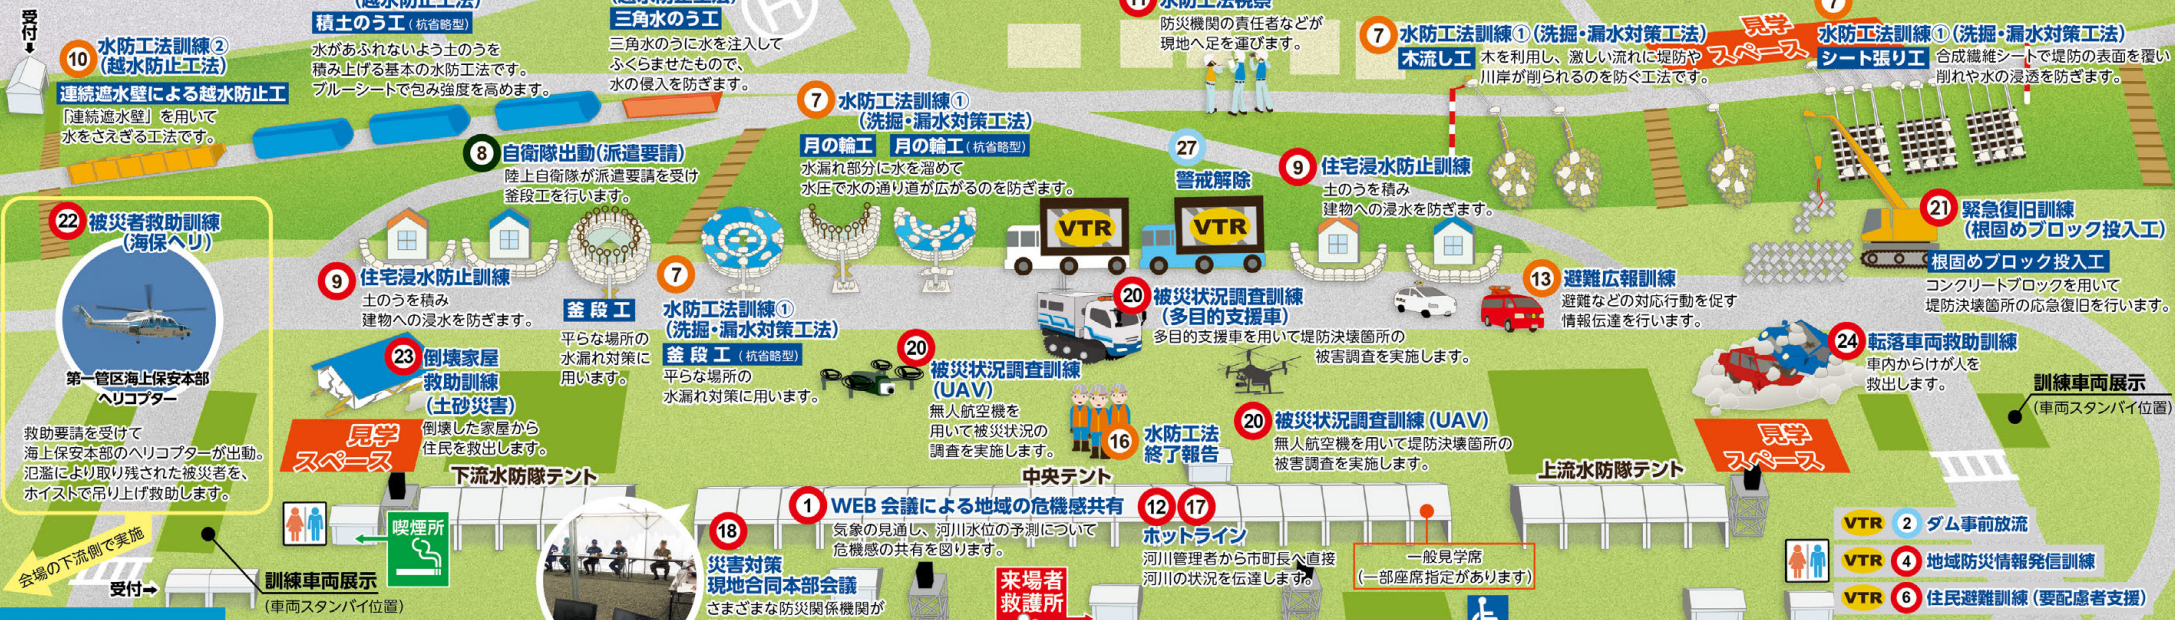 受付→
⑩ 水防工法訓練②
(越水防止工法)
連続遮水壁による越水防止工
「連続遮水壁」を用いて
水をさえぎる工法です。
(越水防止工法)
積土のう工(杭省略型)
水があふれないよう土のうを
積み上げる基本の水防工法です。
ブルーシートで包み強度を高めます。
三角水のう工
三角水のうに水を注入して
ふくらませたもので、
水の侵入を防ぎます。
H
⑧ 自衛隊出動(派遣要請)
陸上自衛隊が派遣要請を受け
釜段工を行います。
⑦ 水防工法訓練①
(洗掘・漏水対策工法)
月の輪工 月の輪工(杭省略型)
水漏れ部分に水を溜めて
水圧で水の通り道が広がるのを防ぎます。
⑪ 水防工法視察
防災機関の責任者などが
現地へ足を運びます。
㉗
警戒解除
VTR
VTR
⑦ 水防工法訓練①(洗掘・漏水対策工法)
木流し工 木を利用し、激しい流れに堤防や
川岸が削られるのを防ぐ工法です。
見学
スペース
⑦
水防工法訓練①(洗掘・漏水対策工法)
シート張り工 合成繊維シートで堤防の表面を覆い
削れや水の浸透を防ぎます。
⑨ 住宅浸水防止訓練
土のうを積み
建物への浸水を防ぎます。
㉑ 緊急復旧訓練
(根固めブロック投入工)
根固めブロック投入工
コンクリートブロックを用いて
堤防決壊箇所の応急復旧を行います。
㉒ 被災者救助訓練
(海保ヘリ)
第一管区海上保安本部
ヘリコプター
救助要請を受けて
海上保安本部のヘリコプターが出動。
氾濫により取り残された被災者を、
ホイストで吊り上げ救助します。
会場の下流側で実施
⑨ 住宅浸水防止訓練
土のうを積み
建物への浸水を防ぎます。
釜段工
平らな場所の
水漏れ対策に
用います。
⑦
水防工法訓練①
(洗掘・漏水対策工法)
釜段工(杭省略型)
平らな場所の
水漏れ対策に用います。
㉓ 倒壊家屋
救助訓練
(土砂災害)
倒壊した家屋から
住民を救出します。
見学
スペース
⑳
被災状況調査訓練
(UAV)
無人航空機を
用いて被災状況の
調査を実施します。
⑳ 被災状況調査訓練
(多目的支援車)
多目的支援車を用いて堤防決壊箇所の
被害調査を実施します。
⑯ 水防工法
終了報告
⑳ 被災状況調査訓練(UAV)
無人航空機を用いて堤防決壊箇所の
被害調査を実施します。
⑬ 避難広報訓練
避難などの対応行動を促す
情報伝達を行います。
㉔ 転落車両救助訓練
車内からけが人を
救出します。
見学
スペース
訓練車両展示
(車両スタンバイ位置)
下流水防隊テント
中央テント
上流水防隊テント
喫煙所
受付→
訓練車両展示
(車両スタンバイ位置)
⑱
災害対策
現地合同本部会議
さまざまな防災関係機関が
① WEB会議による地域の危機感共有
気象の見通し、河川水位の予測について
危機感の共有を図ります。
⑫⑰
ホットライン
河川管理者から市町長へ直接
河川の状況を伝達します。
一般見学席
(一部座席指定があります)
来場者
救護所
VTR ② ダム事前放流
VTR ④ 地域防災情報発信訓練
VTR ⑥ 住民避難訓練(要配慮者支援)